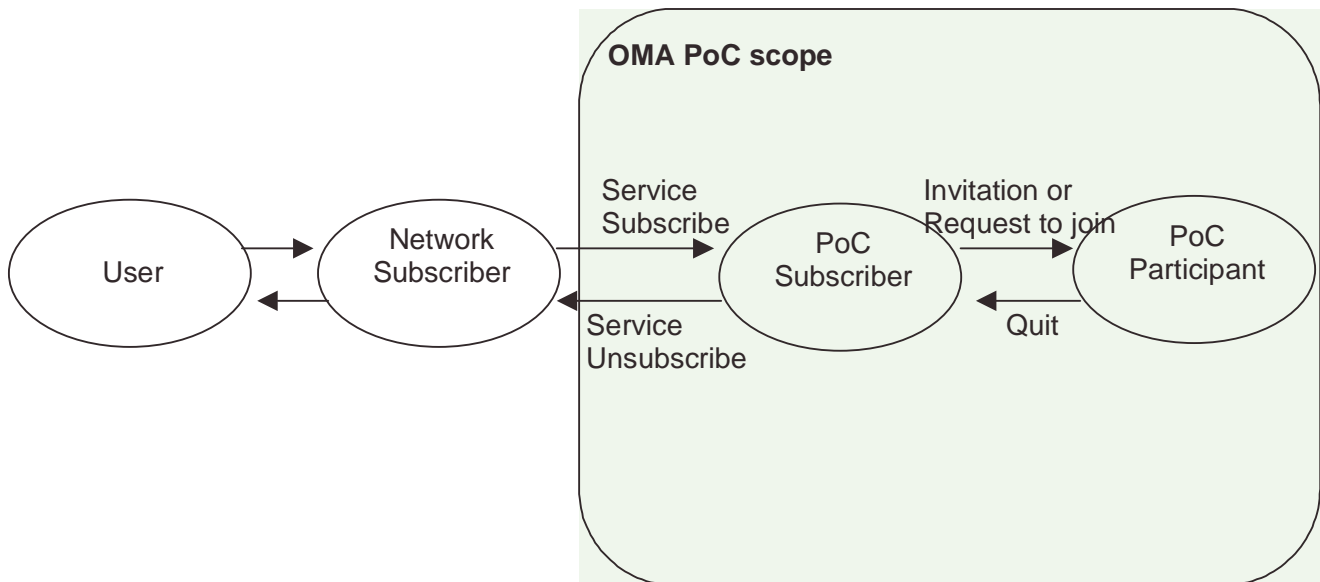 OMA PoC scope
Service
Subscribe
Invitation or
Request to join
User
Network
Subscriber
PoC
Subscriber
PoC
Participant
Service
Unsubscribe
Quit